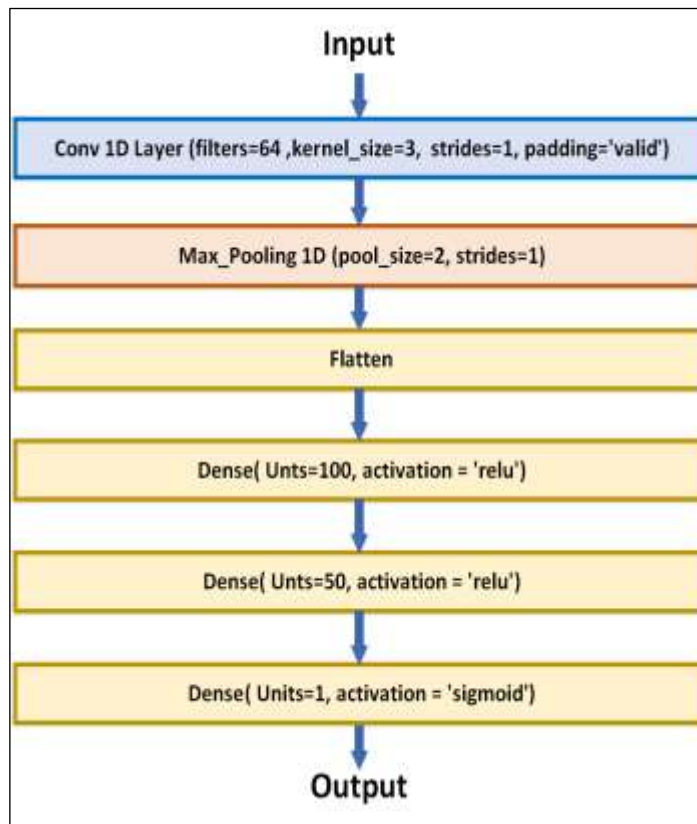 Input
Conv 1D Layer (filters=64 ,kernel_size=3, strides=1, padding='valid')
Max_Pooling 1D (pool_size=2, strides=1)
Flatten
Dense( Unts=100, activation = 'relu')
Dense( Unts=50, activation = 'relu')
Dense( Units=1, activation = 'sigmoid')
Output